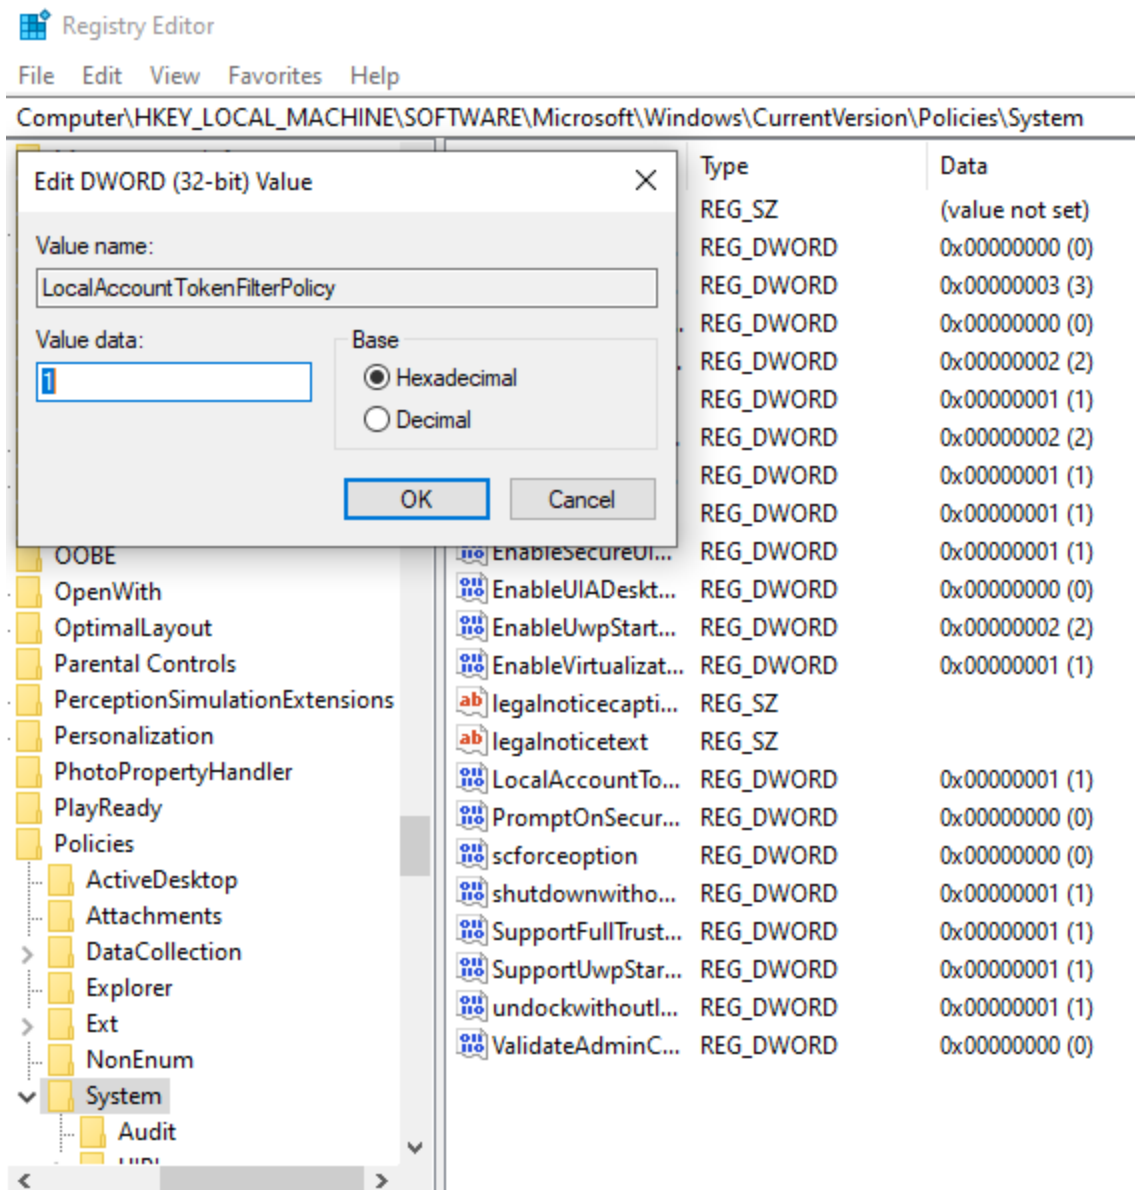 Registry Editor
File Edit View Favorites Help
Computer\HKEY_LOCAL_MACHINE\SOFTWARE\Microsoft\Windows\CurrentVersion\Policies\System
Edit DWORD (32-bit) Value
Value name:
LocalAccountTokenFilterPolicy
Value data:
1
Base
Hexadecimal
Decimal
OK Cancel
OOBE
OpenWith
OptimalLayout
Parental Controls
PerceptionSimulationExtensions
Personalization
PhotoPropertyHandler
PlayReady
Policies
ActiveDesktop
Attachments
DataCollection
Explorer
Ext
NonEnum
System
Audit
Type Data
REG_SZ (value not set)
REG_DWORD 0x00000000 (0)
REG_DWORD 0x00000003 (3)
REG_DWORD 0x00000000 (0)
REG_DWORD 0x00000002 (2)
REG_DWORD 0x00000001 (1)
REG_DWORD 0x00000002 (2)
REG_DWORD 0x00000001 (1)
REG_DWORD 0x00000001 (1)
EnableSecureUI... REG_DWORD 0x00000001 (1)
EnableUIADeskt... REG_DWORD 0x00000000 (0)
EnableUwpStart... REG_DWORD 0x00000002 (2)
EnableVirtualizat... REG_DWORD 0x00000001 (1)
legalnoticecapti... REG_SZ
legalnoticetext REG_SZ
LocalAccountTo... REG_DWORD 0x00000001 (1)
PromptOnSecur... REG_DWORD 0x00000000 (0)
scforceoption REG_DWORD 0x00000000 (0)
shutdownwitho... REG_DWORD 0x00000001 (1)
SupportFullTrust... REG_DWORD 0x00000001 (1)
SupportUwpStar... REG_DWORD 0x00000001 (1)
undockwithoutl... REG_DWORD 0x00000001 (1)
ValidateAdminC... REG_DWORD 0x00000000 (0)